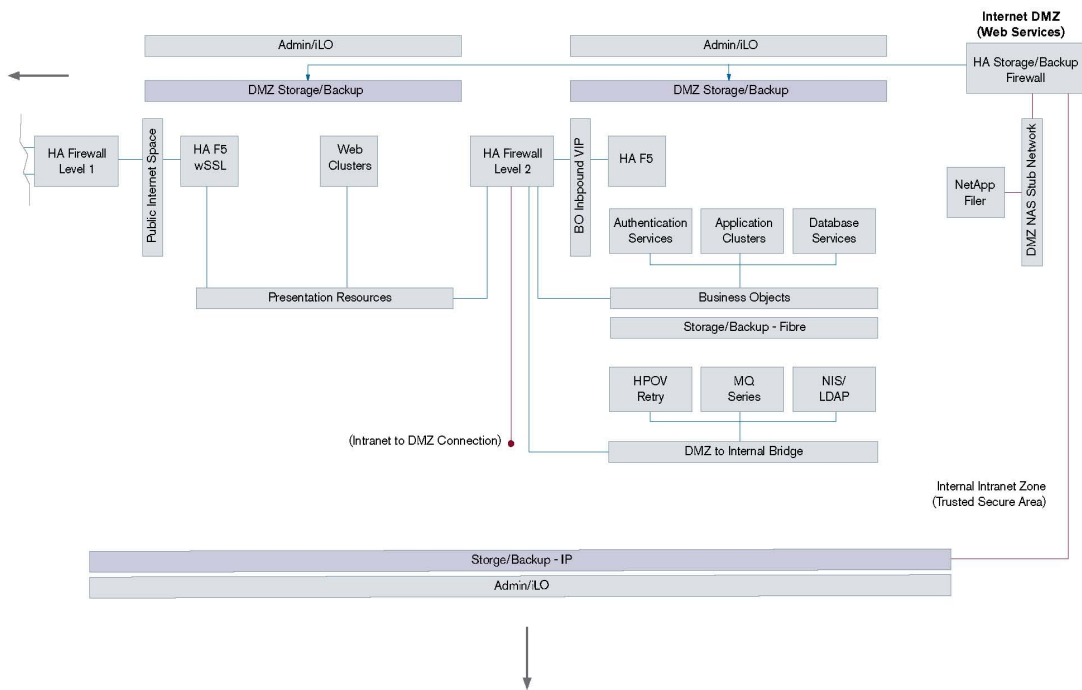 Internet DMZ
(Web Services)
Admin/iLO
Admin/iLO
HA Storage/Backup
Firewall
DMZ Storage/Backup
DMZ Storage/Backup
HA Firewall
Level 1
Public Internet Space
HA F5
wSSL
Web
Clusters
HA Firewall
Level 2
BO Inbpound VIP
HA F5
NetApp
Filer
DMZ NAS Stub Network
Authentication
Services
Application
Clusters
Database
Services
Presentation Resources
Business Objects
Storage/Backup - Fibre
HPOV
Retry
MQ
Series
NIS/
LDAP
(Intranet to DMZ Connection)
DMZ to Internal Bridge
Internal Intranet Zone
(Trusted Secure Area)
Storge/Backup - IP
Admin/iLO